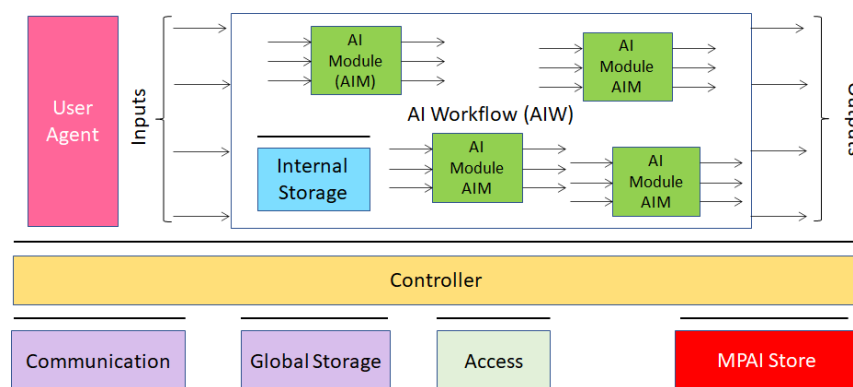 User
Agent
Inputs
AI
Module
(AIM)
AI
Module
AIM
AI Workflow (AIW)
Internal
Storage
AI
Module
AIM
AI
Module
AIM
Outputs
Controller
Communication
Global Storage
Access
MPAI Store